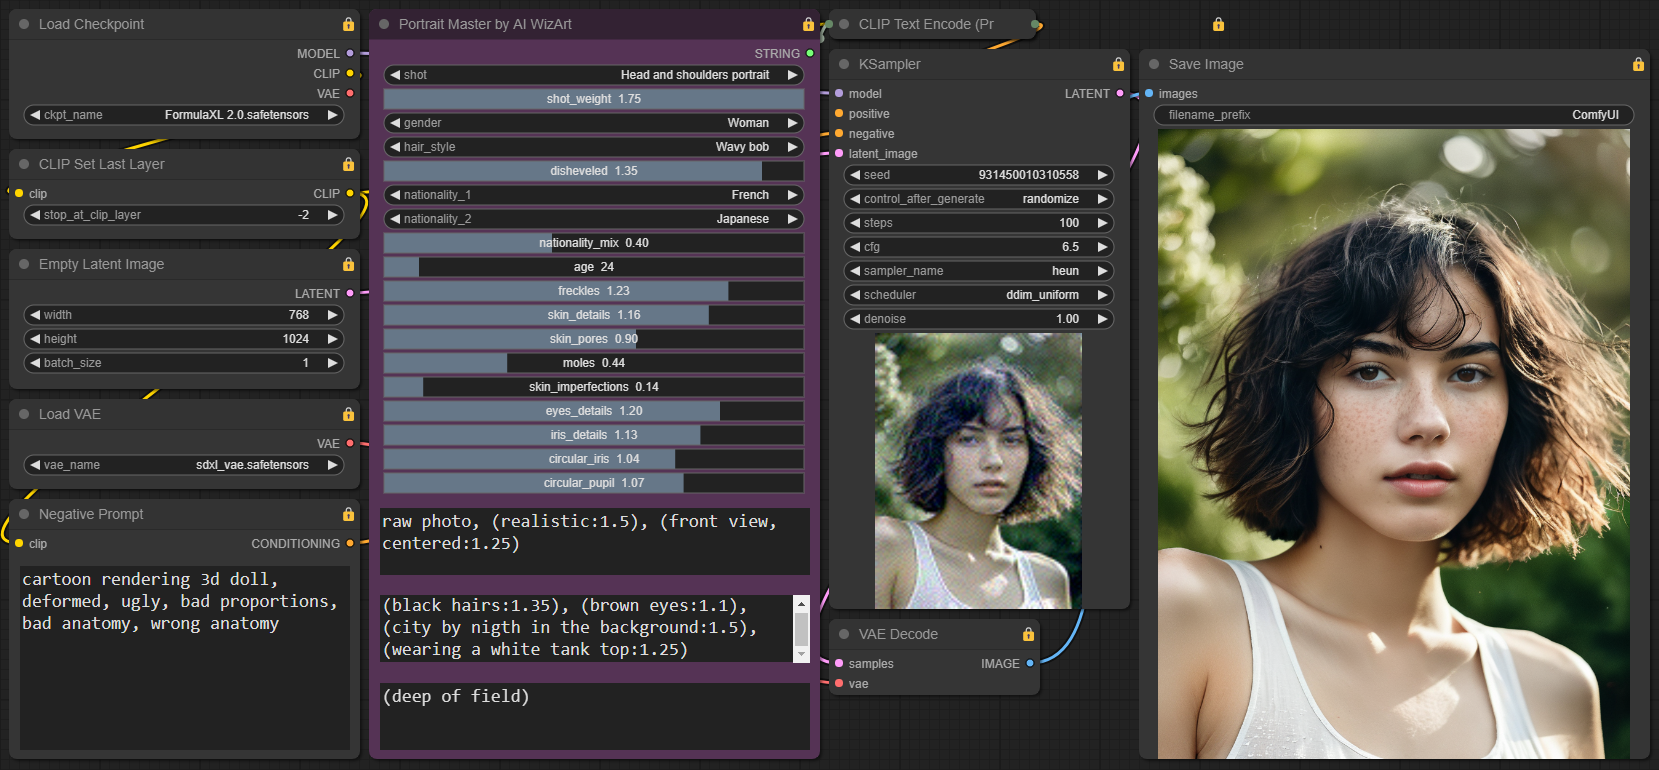 Load Checkpoint
MODEL
CLIP
VAE
ckpt_name FormulaXL 2.0.safetensors
CLIP Set Last Layer
clip CLIP
stop_at_clip_layer -2
Empty Latent Image
LATENT
width 768
height 1024
batch_size 1
Load VAE
VAE
vae_name sdxl_vae.safetensors
Negative Prompt
clip CONDITIONING
cartoon rendering 3d doll,
deformed, ugly, bad proportions,
bad anatomy, wrong anatomy
Portrait Master by AI WizArt
STRING
shot Head and shoulders portrait
shot_weight 1.75
gender Woman
hair_style Wavy bob
disheveled 1.35
nationality_1 French
nationality_2 Japanese
nationality_mix 0.40
age 24
freckles 1.23
skin_details 1.16
skin_pores 0.90
moles 0.44
skin_imperfections 0.14
eyes_details 1.20
iris_details 1.13
circular_iris 1.04
circular_pupil 1.07
raw photo, (realistic:1.5), (front view,
centered:1.25)
(black hairs:1.35), (brown eyes:1.1),
(city by nigth in the background:1.5),
(wearing a white tank top:1.25)
(deep of field)
CLIP Text Encode (Pr
KSampler
model LATENT
positive
negative
latent_image
seed 931450010310558
control_after_generate randomize
steps 100
cfg 6.5
sampler_name heun
scheduler ddim_uniform
denoise 1.00
VAE Decode
samples IMAGE
vae
Save Image
images
filename_prefix ComfyUI